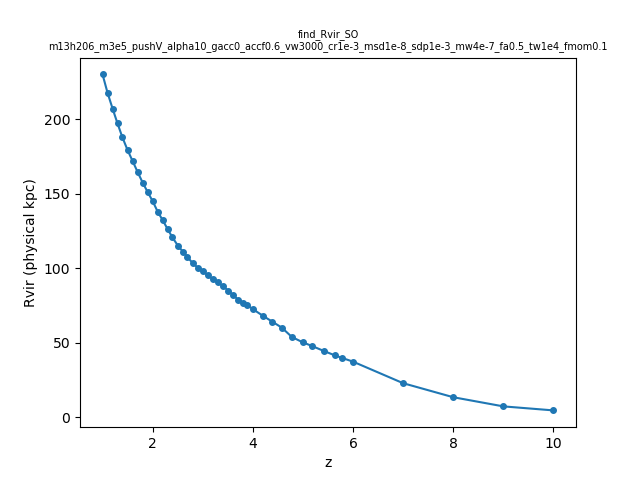 find_Rvir_SO
m13h206_m3e5_pushV_alpha10_gacc0_accf0.6_vw3000_cr1e-3_msd1e-8_sdp1e-3_mw4e-7_fa0.5_tw1e4_fmom0.1
200
150
100
50
0
Rvir (physical kpc)
2 4 6 8 10
z